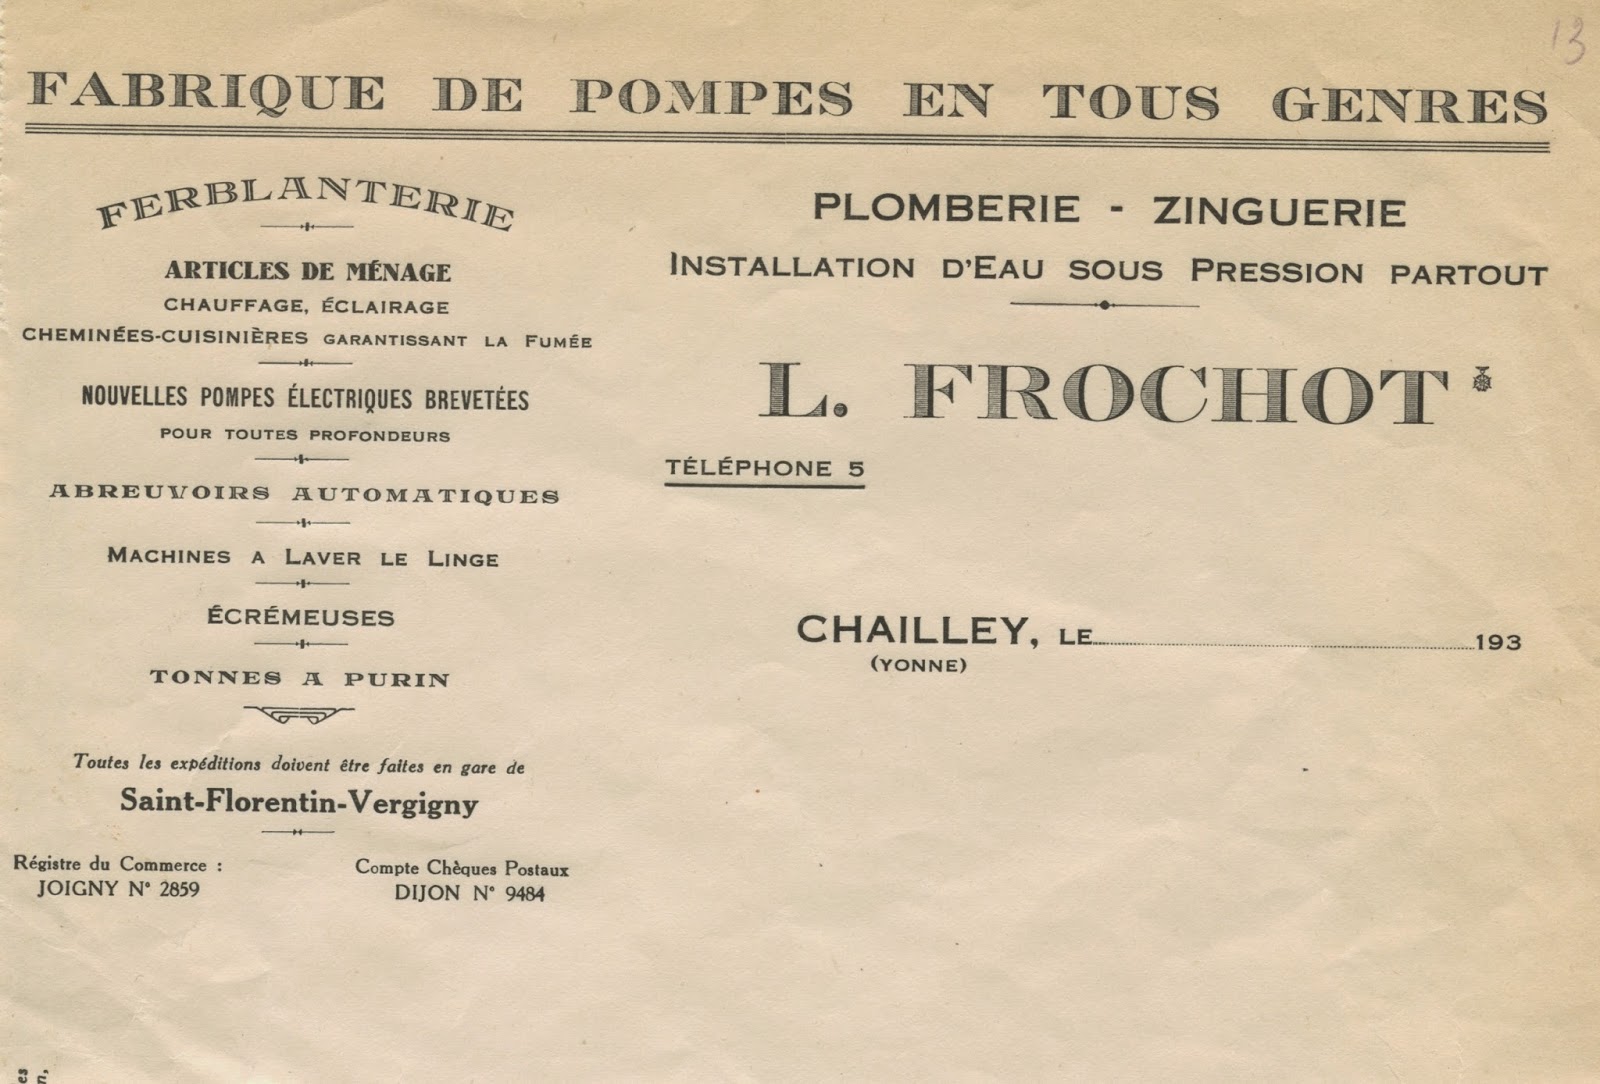 13
FABRIQUE DE POMPES EN TOUS GENRES
FERBLANTERIE
ARTICLES DE MÉNAGE
CHAUFFAGE, ÉCLAIRAGE
CHEMINÉES-CUISINIÈRES GARANTISSANT LA FUMÉE
NOUVELLES POMPES ÉLECTRIQUES BREVETÉES
POUR TOUTES PROFONDEURS
ABREUVOIRS AUTOMATIQUES
MACHINES A LAVER LE LINGE
ÉCRÉMEUSES
TONNES A PURIN
Toutes les expéditions doivent être faites en gare de
Saint-Florentin-Vergigny
Régistre du Commerce :
JOIGNY N° 2859
Compte Chèques Postaux
DIJON N° 9484
PLOMBERIE - ZINGUERIE
INSTALLATION D'EAU SOUS PRESSION PARTOUT
L. FROCHOT
TÉLÉPHONE 5
CHAILLEY, LE 193
(YONNE)
es
n,